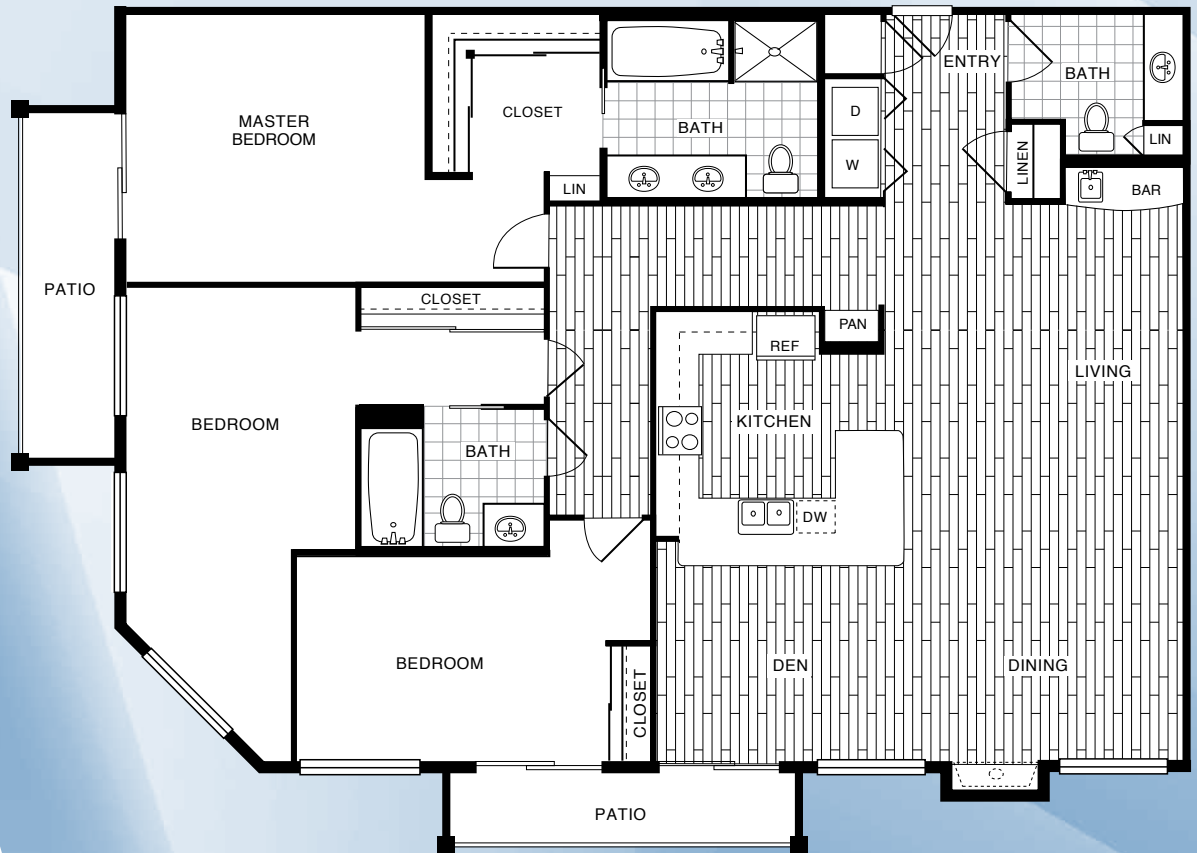 ENTRY
BATH
MASTER
BEDROOM
CLOSET
BATH
D
W
LIN
LINEN
LIN
BAR
PATIO
CLOSET
PAN
REF
LIVING
BEDROOM
KITCHEN
BATH
DW
BEDROOM
CLOSET
DEN
DINING
PATIO